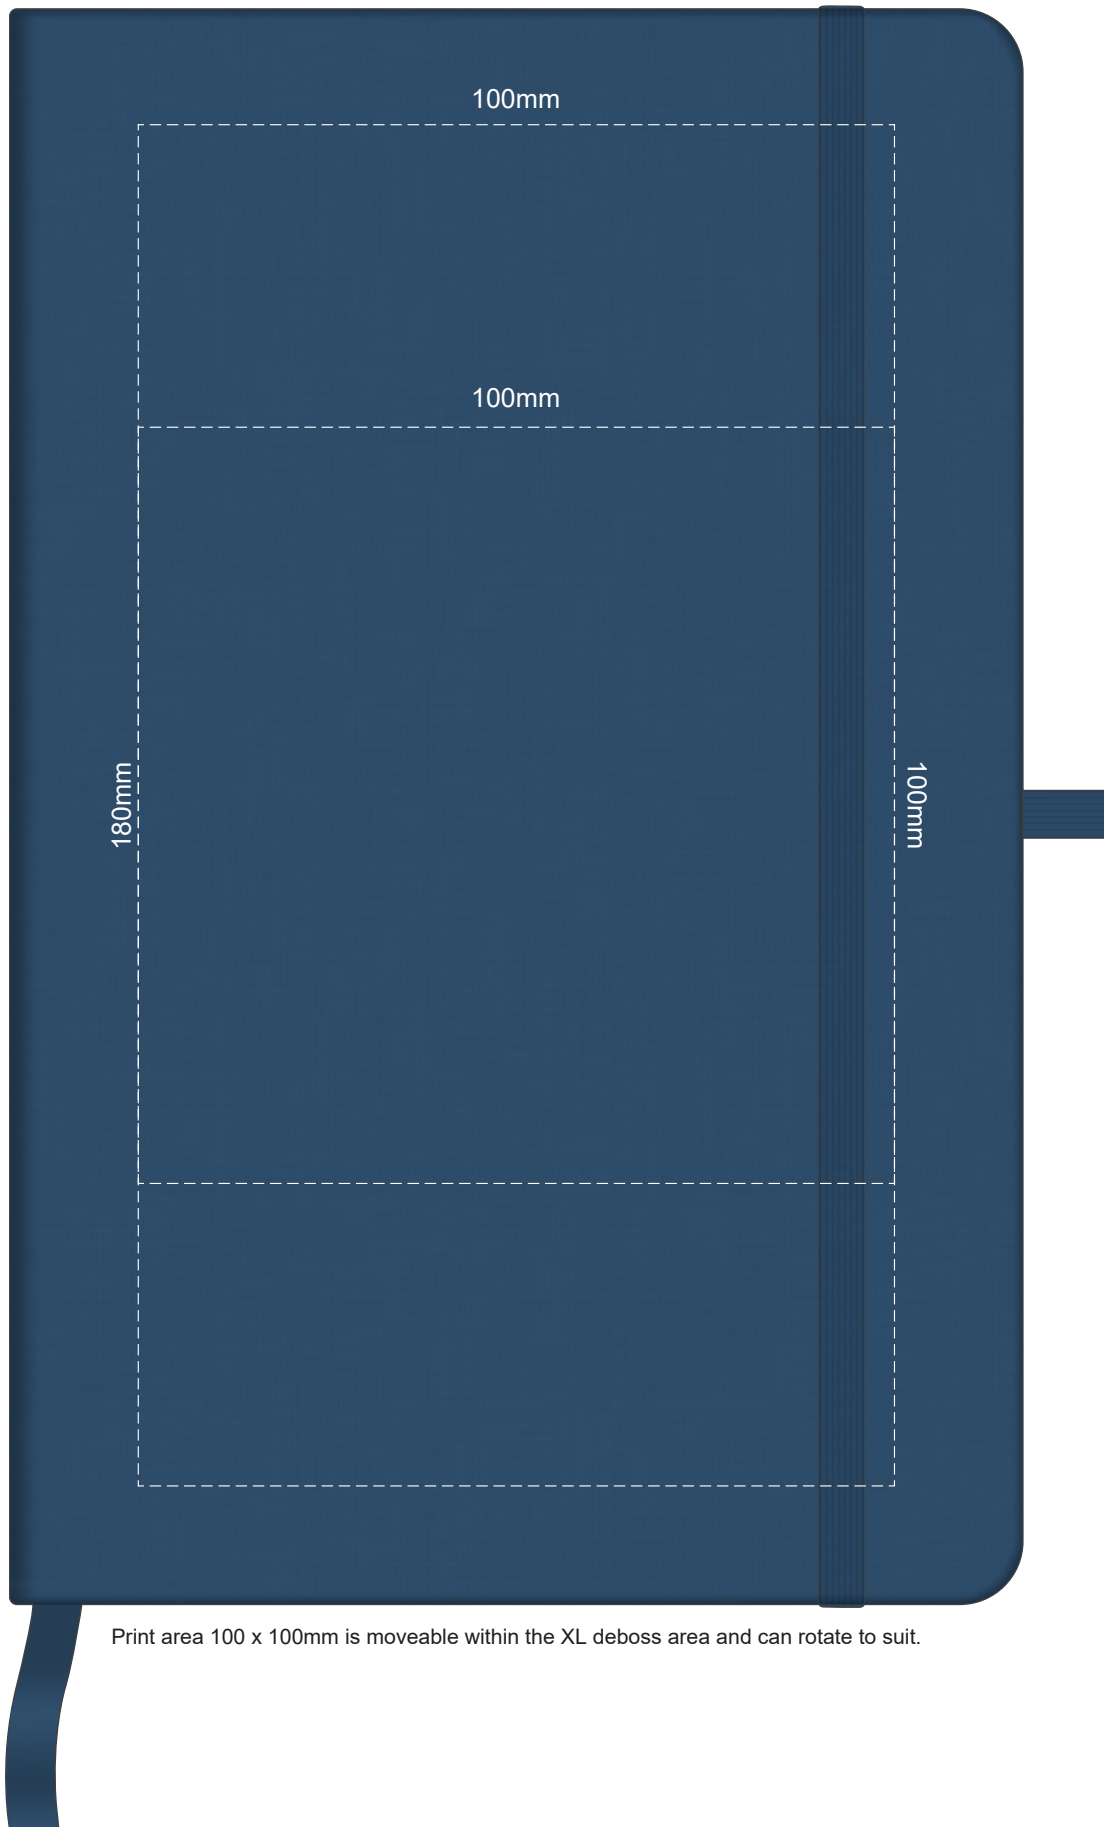 100mm
100mm
180mm
100mm
Print area 100 x 100mm is moveable within the XL deboss area and can rotate to suit.